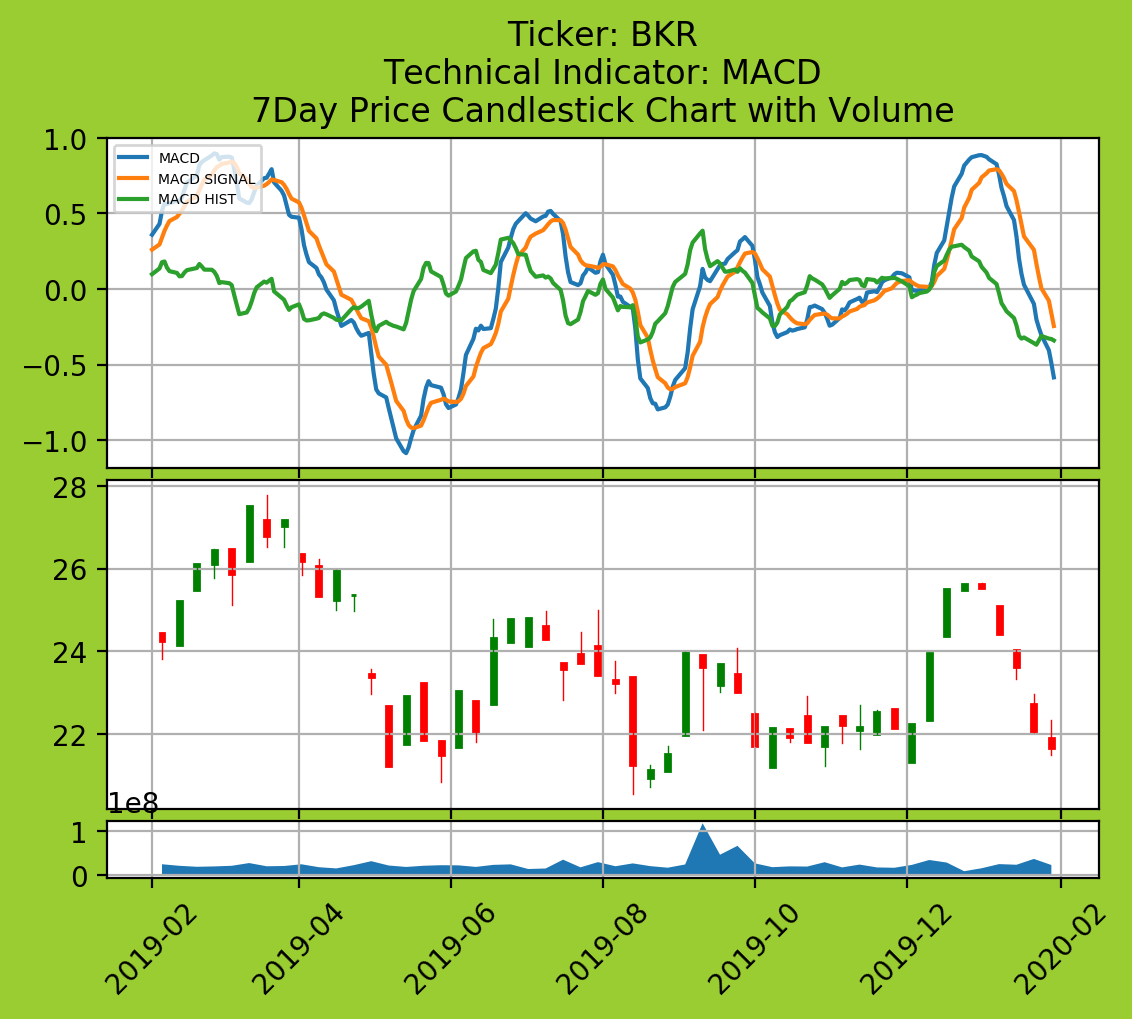 Ticker: BKR
Technical Indicator: MACD
7Day Price Candlestick Chart with Volume
MACD
MACD SIGNAL
MACD HIST
1.0
0.5
0.0
−0.5
−1.0
28
26
24
22
1e8
1
0
2019-02
2019-04
2019-06
2019-08
2019-10
2019-12
2020-02